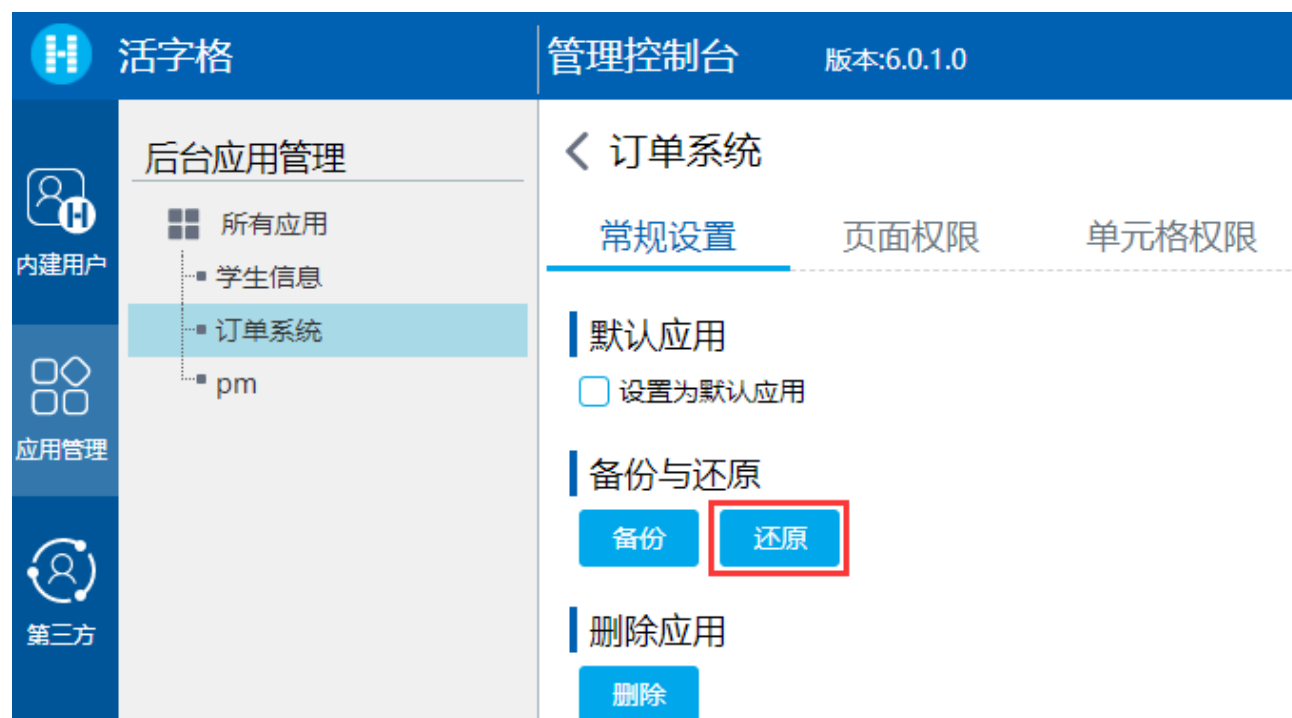 活字格
管理控制台
版本:6.0.1.0
内建用户
应用管理
第三方
后台应用管理
所有应用
学生信息
订单系统
pm
订单系统
常规设置
页面权限
单元格权限
默认应用
设置为默认应用
备份与还原
备份
还原
删除应用
删除